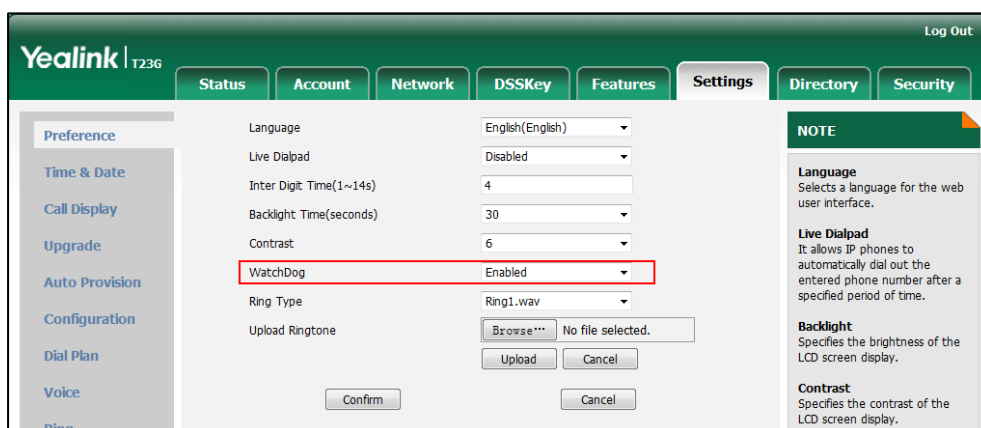 Log Out
Yealink | T23G
Status Account Network DSSKey Features Settings Directory Security
Preference
Time & Date
Call Display
Upgrade
Auto Provision
Configuration
Dial Plan
Voice
Ring
Language English(English)
Live Dialpad Disabled
Inter Digit Time(1~14s) 4
Backlight Time(seconds) 30
Contrast 6
WatchDog Enabled
Ring Type Ring1.wav
Upload Ringtone Browse… No file selected.
Upload Cancel
Confirm Cancel
NOTE
Language
Selects a language for the web
user interface.
Live Dialpad
It allows IP phones to
automatically dial out the
entered phone number after a
specified period of time.
Backlight
Specifies the brightness of the
LCD screen display.
Contrast
Specifies the contrast of the
LCD screen display.